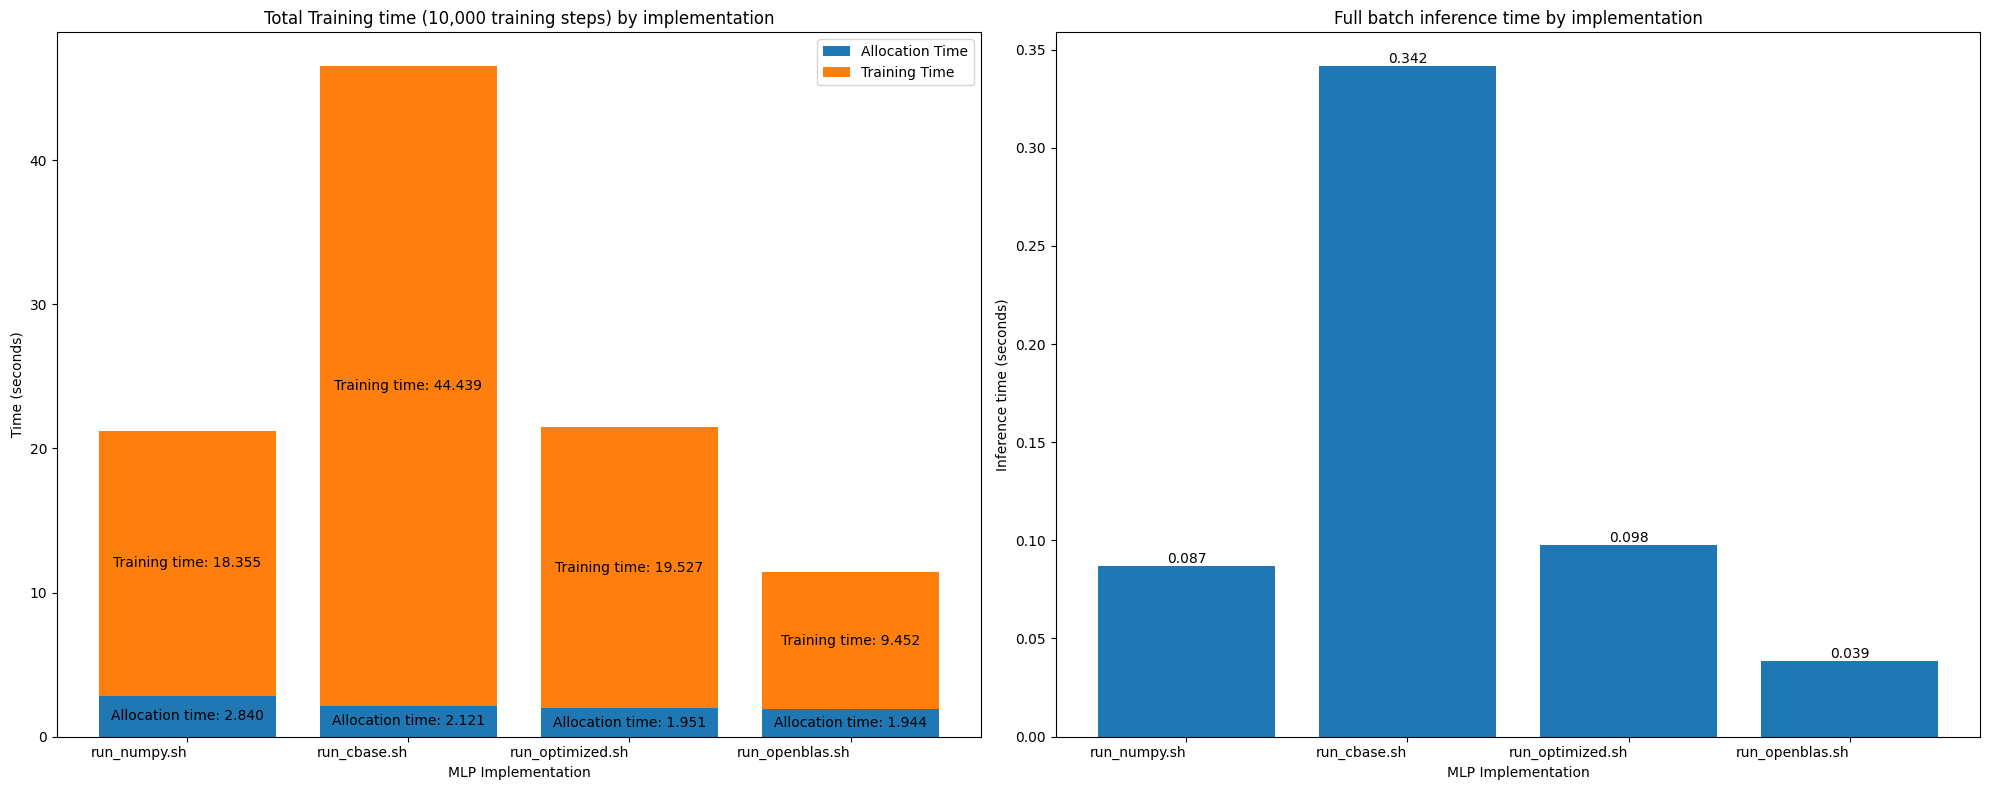 Total Training time (10,000 training steps) by implementation
Allocation Time
Training Time
Time (seconds)
40
30
20
10
0
Training time: 18.355
Allocation time: 2.840
Training time: 44.439
Allocation time: 2.121
Training time: 19.527
Allocation time: 1.951
Training time: 9.452
Allocation time: 1.944
run_numpy.sh
run_cbase.sh
run_optimized.sh
run_openblas.sh
MLP Implementation
Full batch inference time by implementation
Inference time (seconds)
0.35
0.30
0.25
0.20
0.15
0.10
0.05
0.00
0.087
0.342
0.098
0.039
run_numpy.sh
run_cbase.sh
run_optimized.sh
run_openblas.sh
MLP Implementation